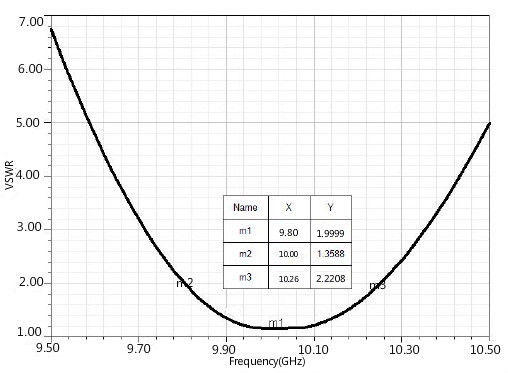 7.00
6.00
5.00
4.00
3.00
2.00
1.00
VSWR
Name X Y
m1 9.80 1.9999
m2 10.00 1.3588
m3 10.26 2.2208
m2
m3
m1
9.50 9.70 9.90 10.10 10.30 10.50
Frequency(GHz)